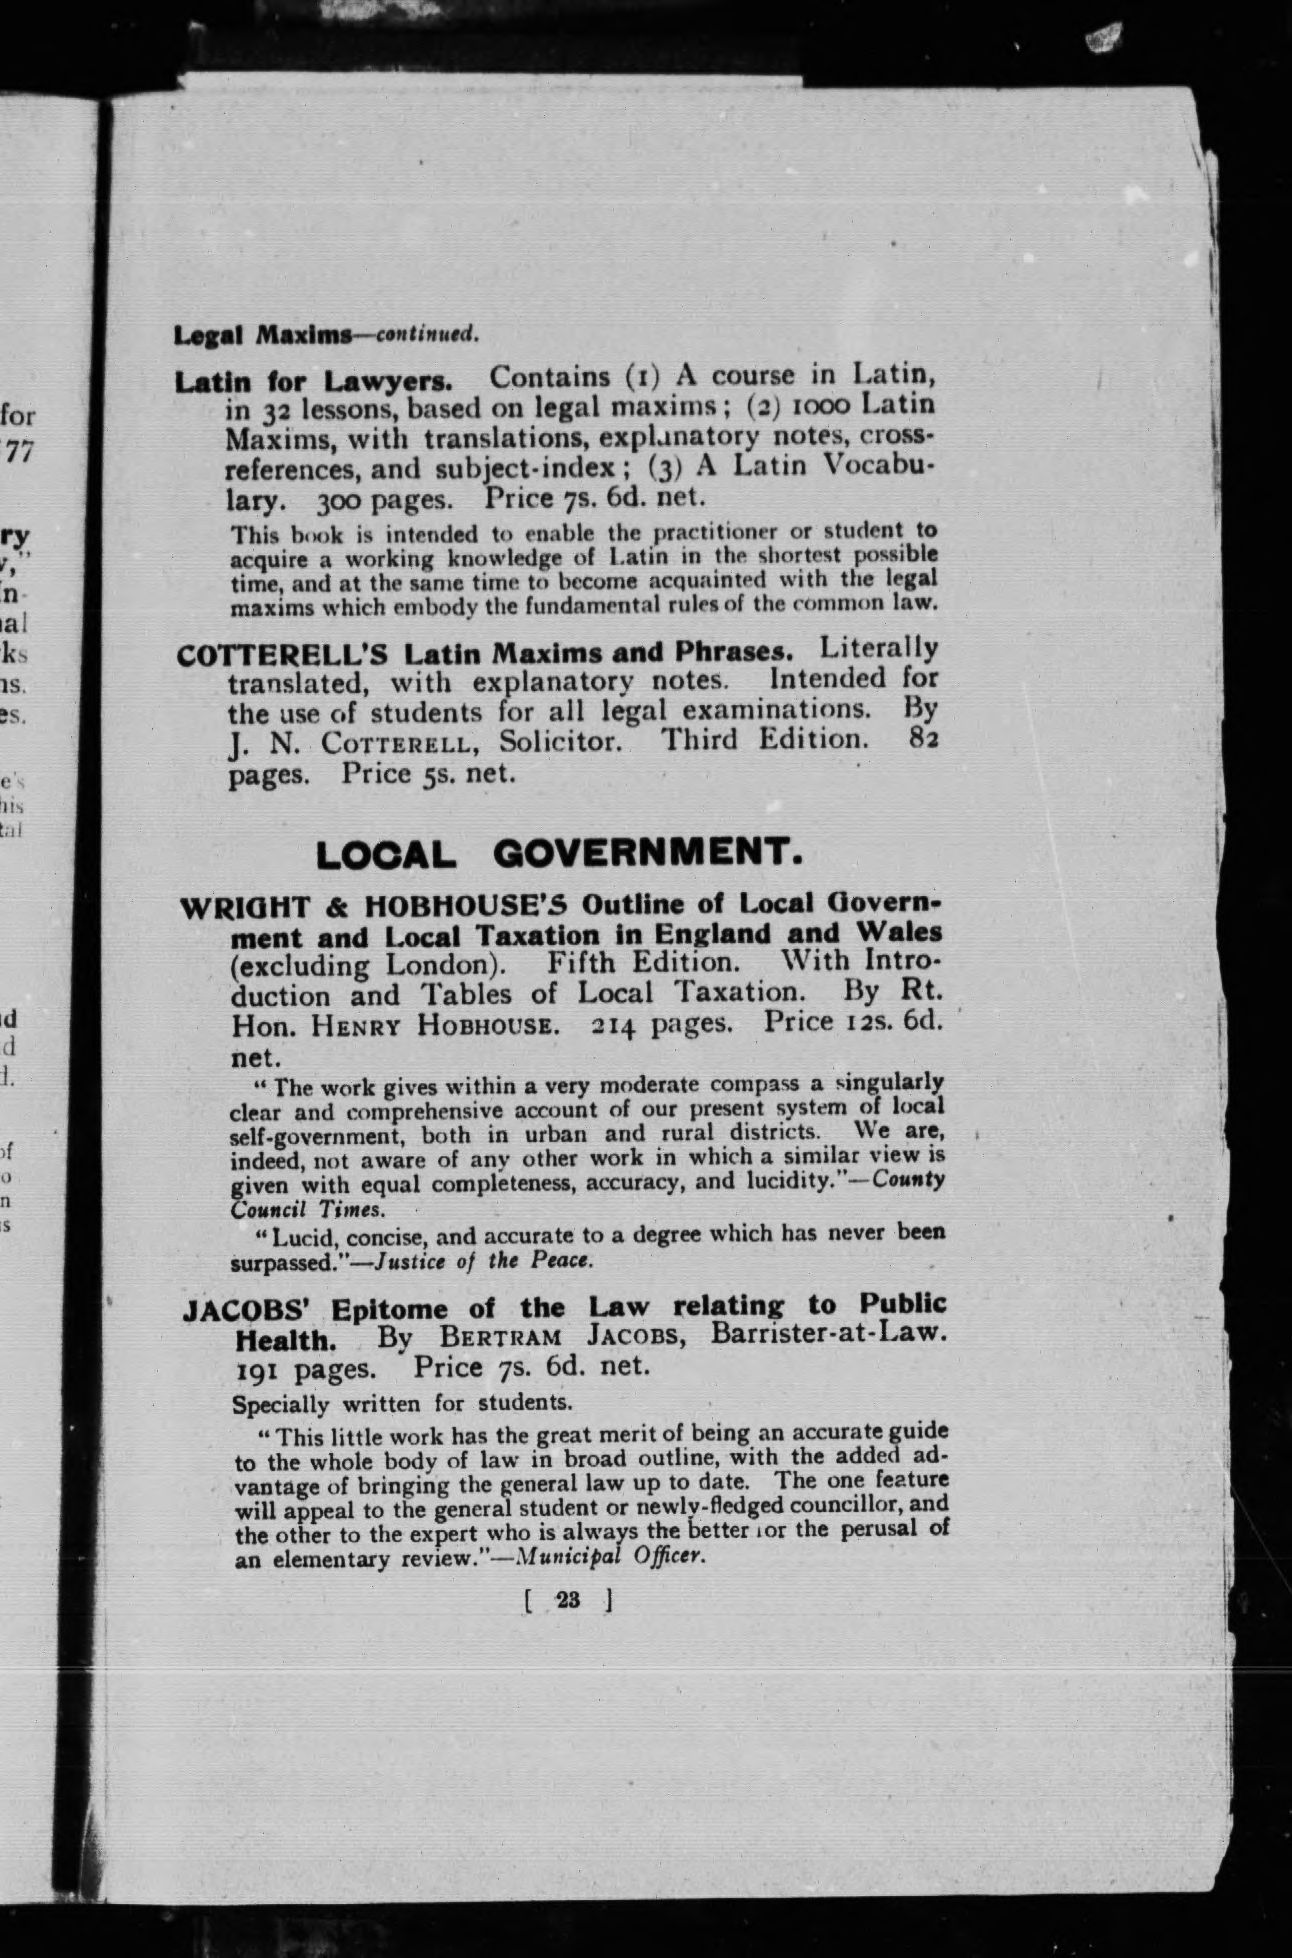 Legal Maxims—continued.
Latin for Lawyers. Contains (1) A course in Latin,
in 32 lessons, based on legal maxims; (2) 1000 Latin
Maxims, with translations, explanatory notes, cross-
references, and subject-index; (3) A Latin Vocabu-
lary. 300 pages. Price 7s. 6d. net.
This book is intended to enable the practitioner or student to
acquire a working knowledge of Latin in the shortest possible
time, and at the same time to become acquainted with the legal
maxims which embody the fundamental rules of the common law.
COTTERELL'S Latin Maxims and Phrases. Literally
translated, with explanatory notes. Intended for
the use of students for all legal examinations. By
J. N. COTTERELL, Solicitor. Third Edition. 82
pages. Price 5s. net.
LOCAL GOVERNMENT.
WRIGHT & HOBHOUSE'S Outline of Local Govern-
ment and Local Taxation in England and Wales
(excluding London). Fifth Edition. With Intro-
duction and Tables of Local Taxation. By Rt.
Hon. HENRY HOBHOUSE. 214 pages. Price 12s. 6d.
net.
"The work gives within a very moderate compass a singularly
clear and comprehensive account of our present system of local
self-government, both in urban and rural districts. We are,
indeed, not aware of any other work in which a similar view is
given with equal completeness, accuracy, and lucidity."—County
Council Times.
"Lucid, concise, and accurate to a degree which has never been
surpassed."—Justice of the Peace.
JACOBS' Epitome of the Law relating to Public
Health. By BERTRAM JACOBS, Barrister-at-Law.
191 pages. Price 7s. 6d. net.
Specially written for students.
"This little work has the great merit of being an accurate guide
to the whole body of law in broad outline, with the added ad-
vantage of bringing the general law up to date. The one feature
will appeal to the general student or newly-fledged councillor, and
the other to the expert who is always the better for the perusal of
an elementary review."—Municipal Officer.
[ 23 ]